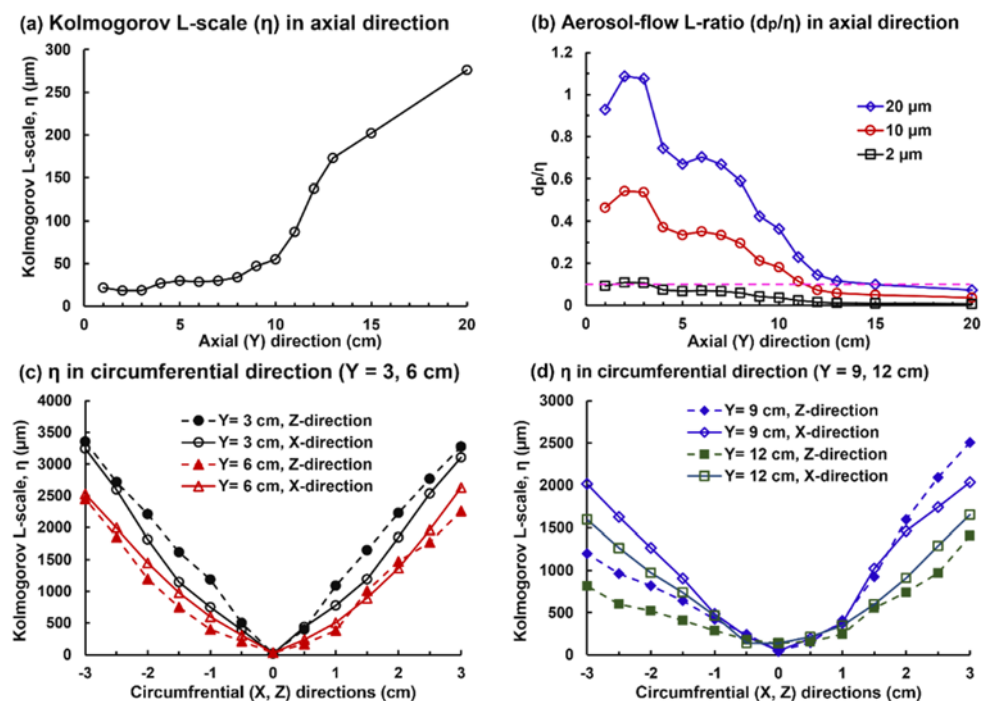 (a) Kolmogorov L-scale (η) in axial direction
Kolmogorov L-scale, η (μm)
300
250
200
150
100
50
0
0 5 10 15 20
Axial (Y) direction (cm)
(b) Aerosol-flow L-ratio (dp/η) in axial direction
dp/η
1.2
1
0.8
0.6
0.4
0.2
0
20 μm
10 μm
2 μm
0 5 10 15 20
Axial (Y) direction (cm)
(c) η in circumferential direction (Y = 3, 6 cm)
Kolmogorov L-scale, η (μm)
4000
3500
3000
2500
2000
1500
1000
500
0
Y= 3 cm, Z-direction
Y= 3 cm, X-direction
Y= 6 cm, Z-direction
Y= 6 cm, X-direction
-3 -2 -1 0 1 2 3
Circumfrential (X, Z) directions (cm)
(d) η in circumferential direction (Y = 9, 12 cm)
Kolmogorov L-scale, η (μm)
3000
2500
2000
1500
1000
500
0
Y= 9 cm, Z-direction
Y= 9 cm, X-direction
Y= 12 cm, Z-direction
Y= 12 cm, X-direction
-3 -2 -1 0 1 2 3
Circumfrential (X, Z) directions (cm)